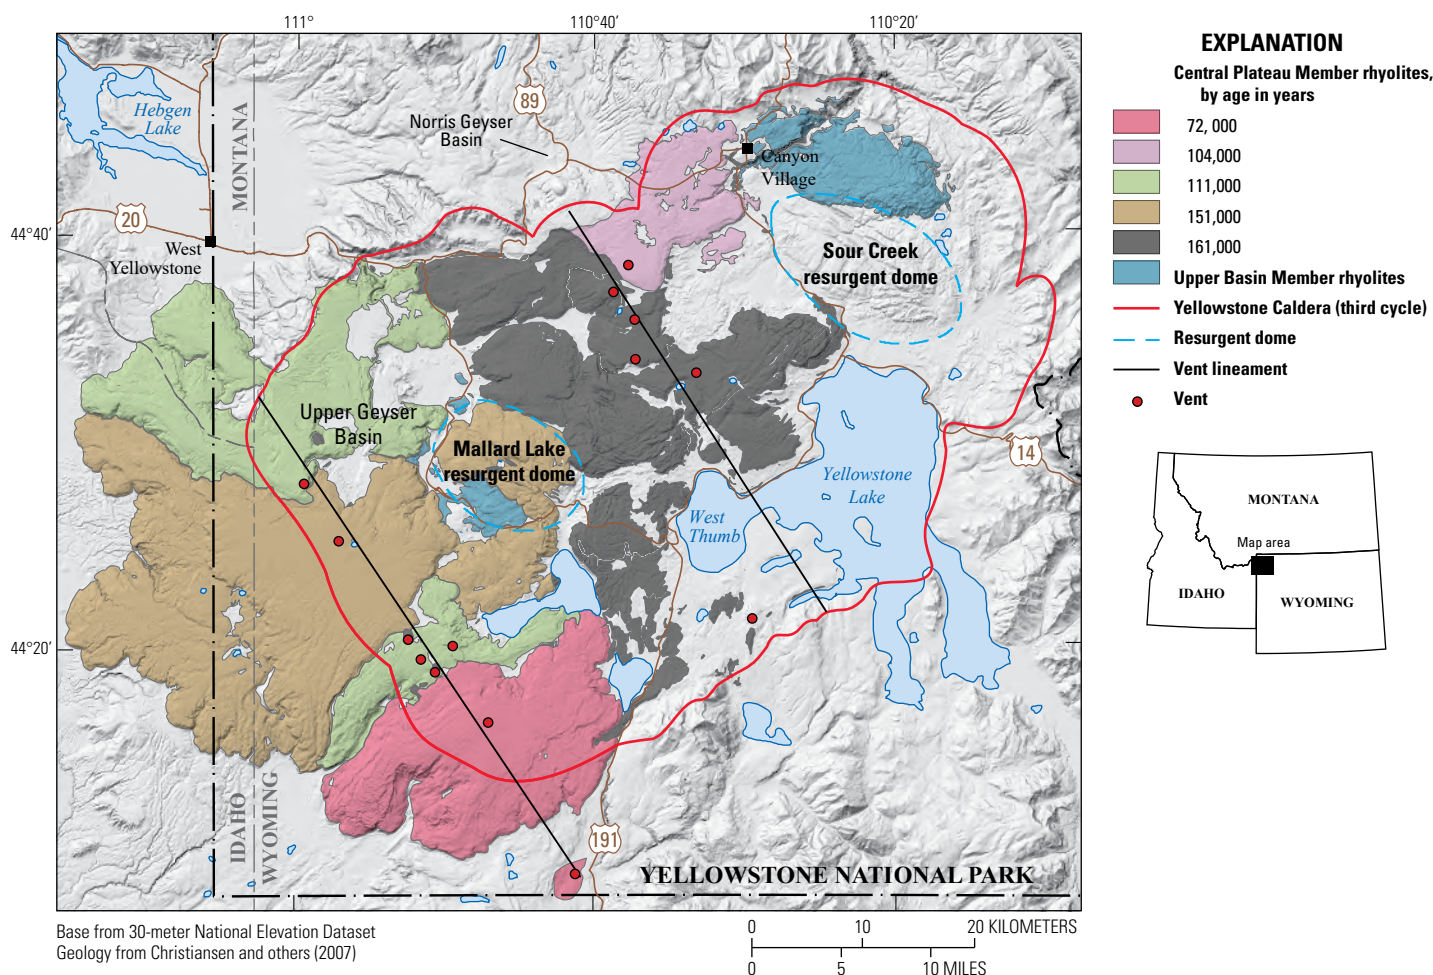 111°
110°40′
110°20′
44°40′
44°20′
Hebgen
Lake
MONTANA
89
Norris Geyser
Basin
Canyon
Village
20
West
Yellowstone
Sour Creek
resurgent dome
Upper Geyser
Basin
Mallard Lake
resurgent dome
14
Yellowstone
Lake
West
Thumb
IDAHO
WYOMING
191
YELLOWSTONE NATIONAL PARK
Base from 30-meter National Elevation Dataset
Geology from Christiansen and others (2007)
0 10 20 KILOMETERS
0 5 10 MILES
EXPLANATION
Central Plateau Member rhyolites,
by age in years
72, 000
104,000
111,000
151,000
161,000
Upper Basin Member rhyolites
Yellowstone Caldera (third cycle)
Resurgent dome
Vent lineament
Vent
MONTANA
Map area
IDAHO
WYOMING